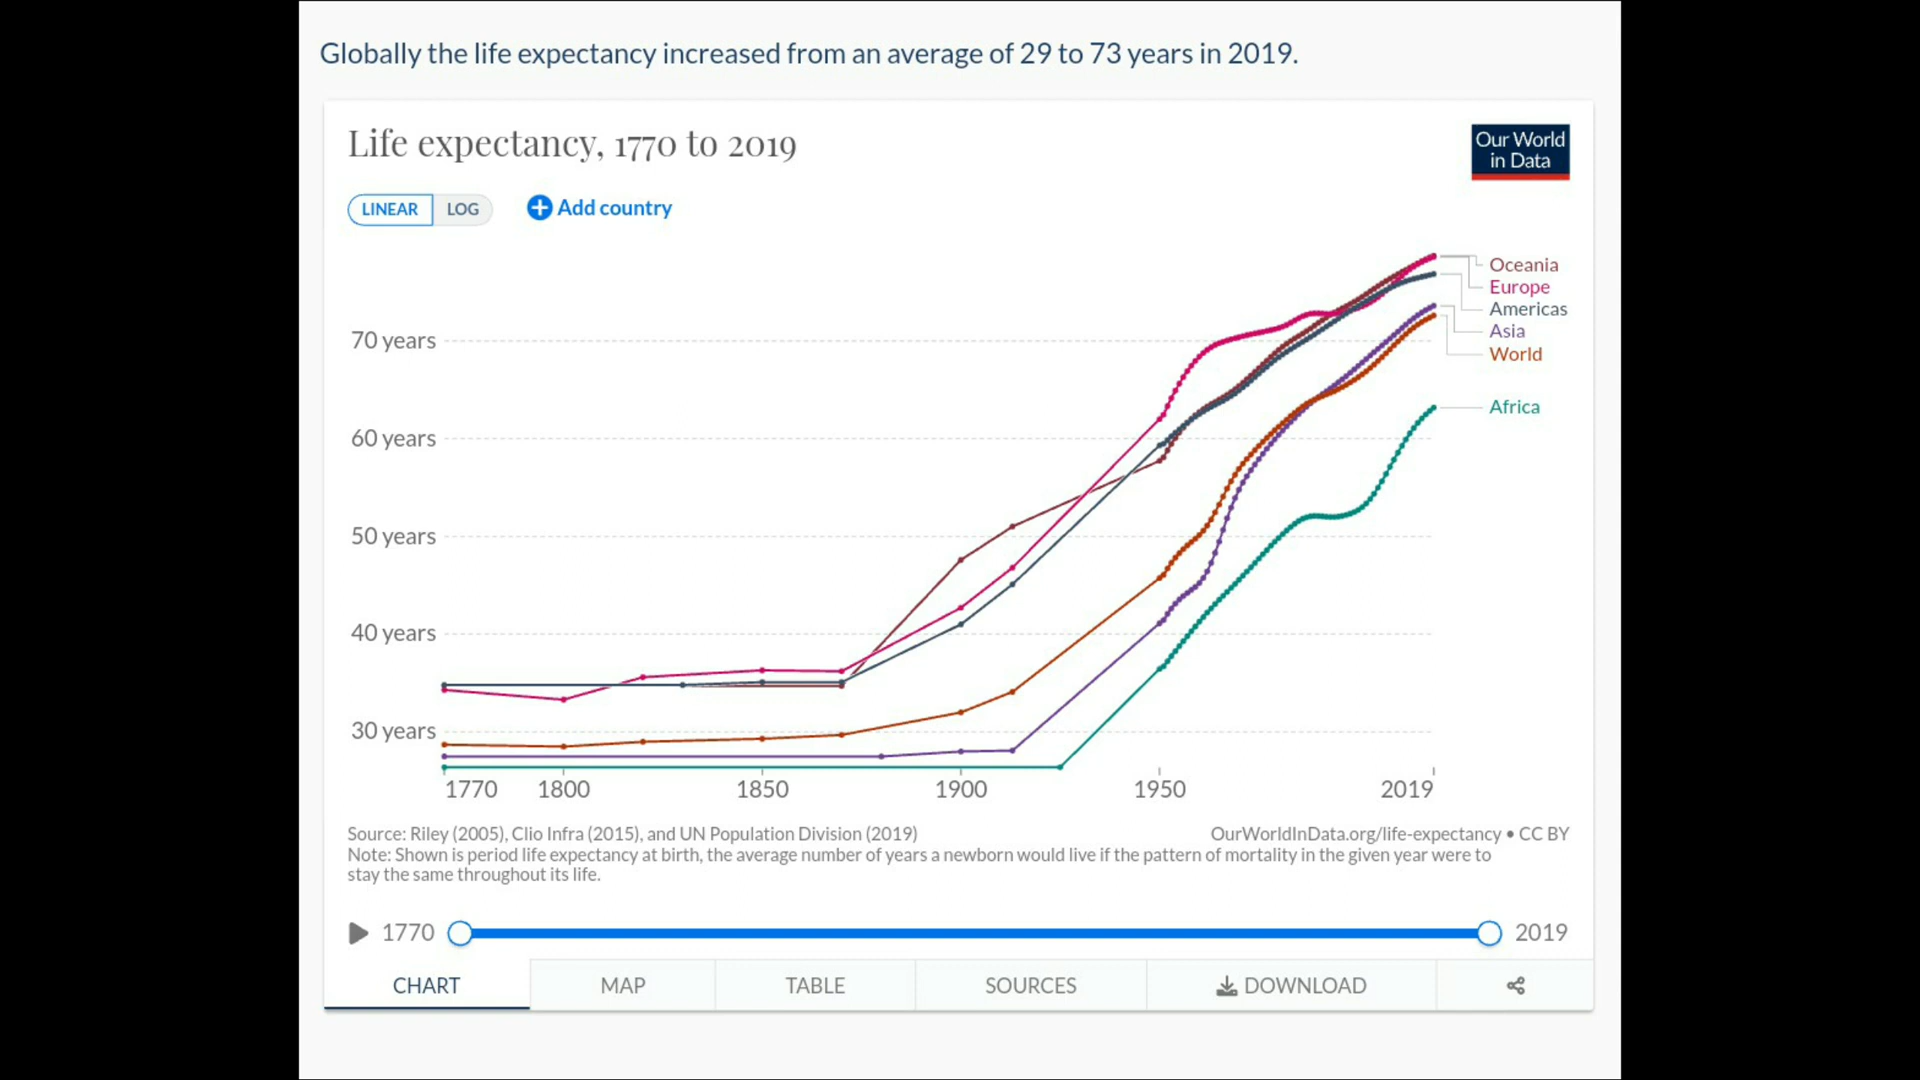 Globally the life expectancy increased from an average of 29 to 73 years in 2019.
Life expectancy, 1770 to 2019
Our World
in Data
LINEAR LOG Add country
Oceania
Europe
Americas
Asia
World
Africa
70 years
60 years
50 years
40 years
30 years
1770 1800 1850 1900 1950 2019
Source: Riley (2005), Clio Infra (2015), and UN Population Division (2019)
OurWorldInData.org/life-expectancy • CC BY
Note: Shown is period life expectancy at birth, the average number of years a newborn would live if the pattern of mortality in the given year were to
stay the same throughout its life.
1770 2019
CHART MAP TABLE SOURCES DOWNLOAD